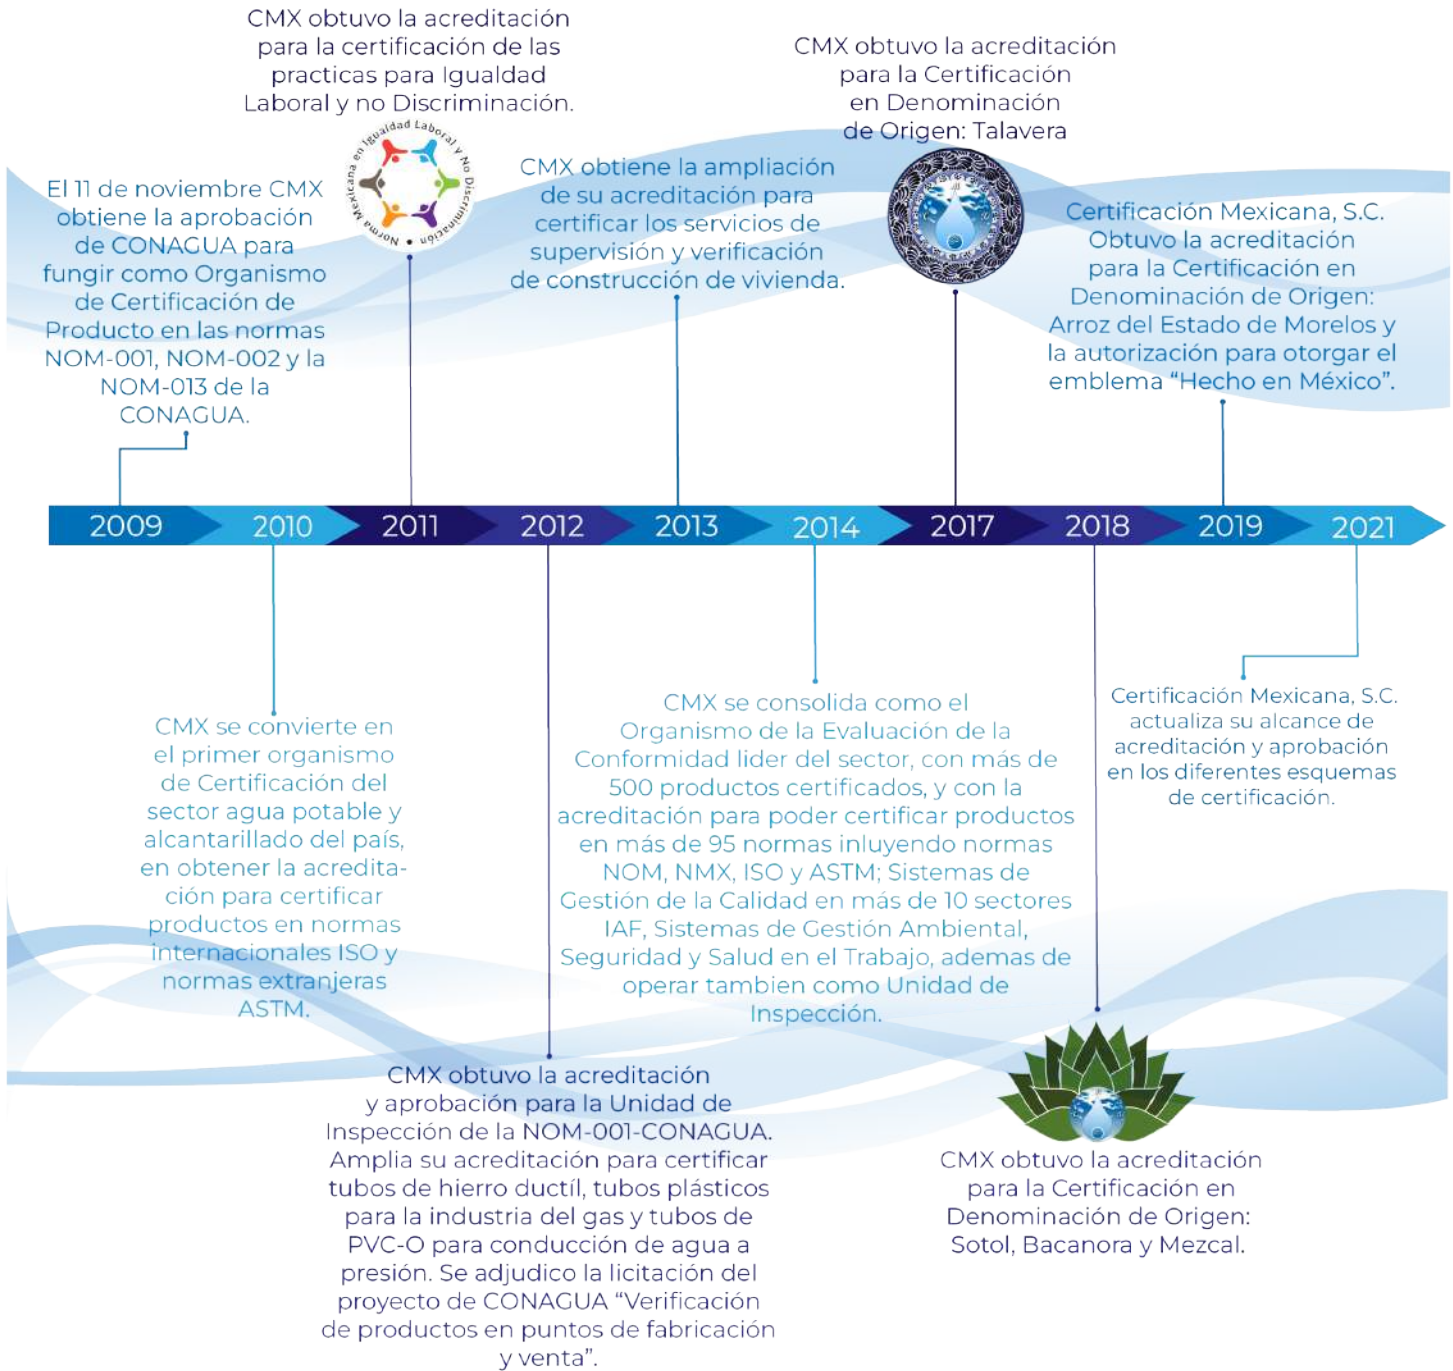 CMX obtuvo la acreditación
para la certificación de las
practicas para Igualdad
Laboral y no Discriminación.
Norma Mexicana en Igualdad Laboral y No Discriminación
El 11 de noviembre CMX
obtiene la aprobación
de CONAGUA para
fungir como Organismo
de Certificación de
Producto en las normas
NOM-001, NOM-002 y la
NOM-013 de la
CONAGUA.
CMX obtiene la ampliación
de su acreditación para
certificar los servicios de
supervisión y verificación
de construcción de vivienda.
CMX obtuvo la acreditación
para la Certificación
en Denominación
de Origen: Talavera
Certificación Mexicana, S.C.
Obtuvo la acreditación
para la Certificación en
Denominación de Origen:
Arroz del Estado de Morelos y
la autorización para otorgar el
emblema “Hecho en México”.
2009 2010 2011 2012 2013 2014 2017 2018 2019 2021
CMX se convierte en
el primer organismo
de Certificación del
sector agua potable y
alcantarillado del país,
en obtener la acredita-
ción para certificar
productos en normas
internacionales ISO y
normas extranjeras
ASTM.
CMX obtuvo la acreditación
y aprobación para la Unidad de
Inspección de la NOM-001-CONAGUA.
Amplia su acreditación para certificar
tubos de hierro ductíl, tubos plásticos
para la industria del gas y tubos de
PVC-O para conducción de agua a
presión. Se adjudico la licitación del
proyecto de CONAGUA “Verificación
de productos en puntos de fabricación
y venta”.
CMX se consolida como el
Organismo de la Evaluación de la
Conformidad lider del sector, con más de
500 productos certificados, y con la
acreditación para poder certificar productos
en más de 95 normas inluyendo normas
NOM, NMX, ISO y ASTM; Sistemas de
Gestión de la Calidad en más de 10 sectores
IAF, Sistemas de Gestión Ambiental,
Seguridad y Salud en el Trabajo, ademas de
operar tambien como Unidad de
Inspección.
CMX obtuvo la acreditación
para la Certificación en
Denominación de Origen:
Sotol, Bacanora y Mezcal.
Certificación Mexicana, S.C.
actualiza su alcance de
acreditación y aprobación
en los diferentes esquemas
de certificación.